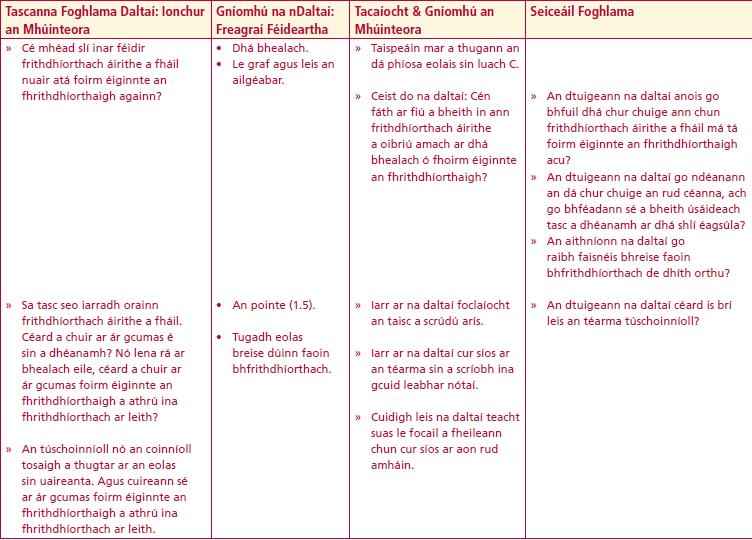 Tascanna Foghlama Daltaí: Ionchur
an Mhúinteora
Gníomhú na nDaltaí:
Freagraí Féideartha
Tacaíocht & Gníomhú an
Mhúinteora
Seiceáil Foghlama
» Cé mhéad slí inar féidir
frithdhíorthach áirithe a fháil
nuair atá foirm éiginnte an
fhrithdhíorthaigh againn?
• Dhá bhealach.
• Le graf agus leis an
ailgéabar.
» Taispeáin mar a thugann an
dá phíosa eolais sin luach C.
» Ceist do na daltaí: Cén
fáth ar fiú a bheith in ann
frithdhíorthach áirithe
a oibriú amach ar dhá
bhealach ó fhoirm éiginnte
an fhrithdhíorthaigh?
» An dtuigeann na daltaí anois go
bhfuil dhá chur chuige ann chun
frithdhíorthach áirithe a fháil má tá
foirm éiginnte an fhrithdhíorthaigh
acu?
» An dtuigeann na daltaí go ndéanann
an dá chur chuige an rud céanna, ach
go bhféadann sé a bheith úsáideach
tasc a dhéanamh ar dhá shlí éagsúla?
» An aithníonn na daltaí go
raibh faisnéis bhreise faoin
bhfrithdhíorthach de dhíth orthu?
» Sa tasc seo iarradh orainn
frithdhíorthach áirithe a fháil.
Céard a chuir ar ár gcumas é
sin a dhéanamh? Nó lena rá ar
bhealach eile, céard a chuir ar
ár gcumas foirm éiginnte an
fhrithdhíorthaigh a athrú ina
fhrithdhíorthach ar leith?
» An túschoinníoll nó an coinníoll
tosaigh a thugtar ar an eolas
sin uaireanta. Agus cuireann sé
ar ár gcumas foirm éiginnte an
fhrithdhíorthaigh a athrú ina
fhrithdhíorthach ar leith.
• An pointe (1.5).
• Tugadh eolas
breise dúinn faoin
bhfrithdhíorthach.
» Iarr ar na daltaí foclaíocht
an taisc a scrúdú arís.
» Iarr ar na daltaí cur síos ar
an téarma sin a scríobh ina
gcuid leabhar nótaí.
» Cuidigh leis na daltaí teacht
suas le focail a fheileann
chun cur síos ar aon rud
amháin.
» An dtuigeann na daltaí céard is brí
leis an téarma túschoinníoll?